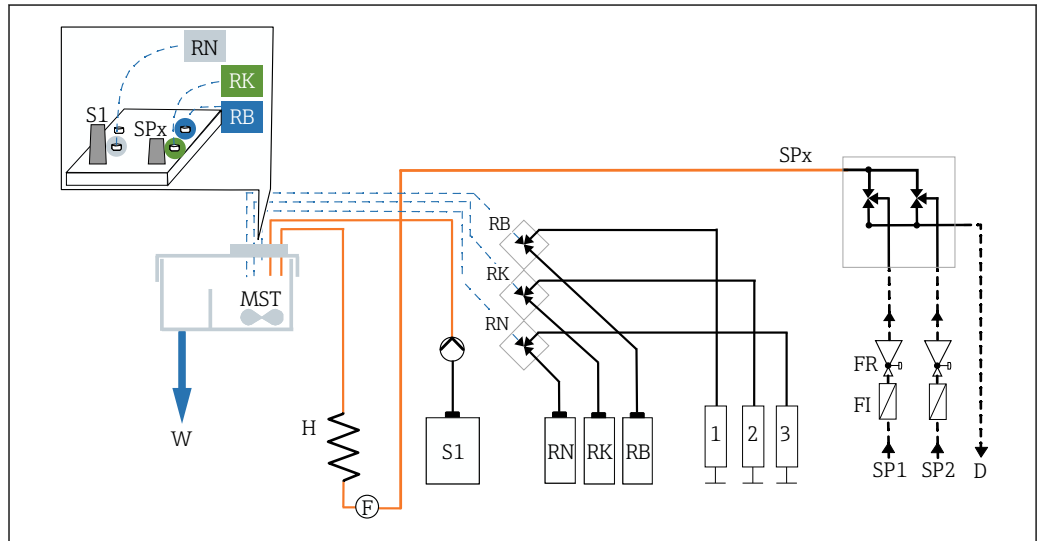 RN
RK
RB
S1
SPx
SPx
RB
RK
RN
MST
W
H
F
S1
RN
RK
RB
1
2
3
FR
FI
SP1
SP2
D